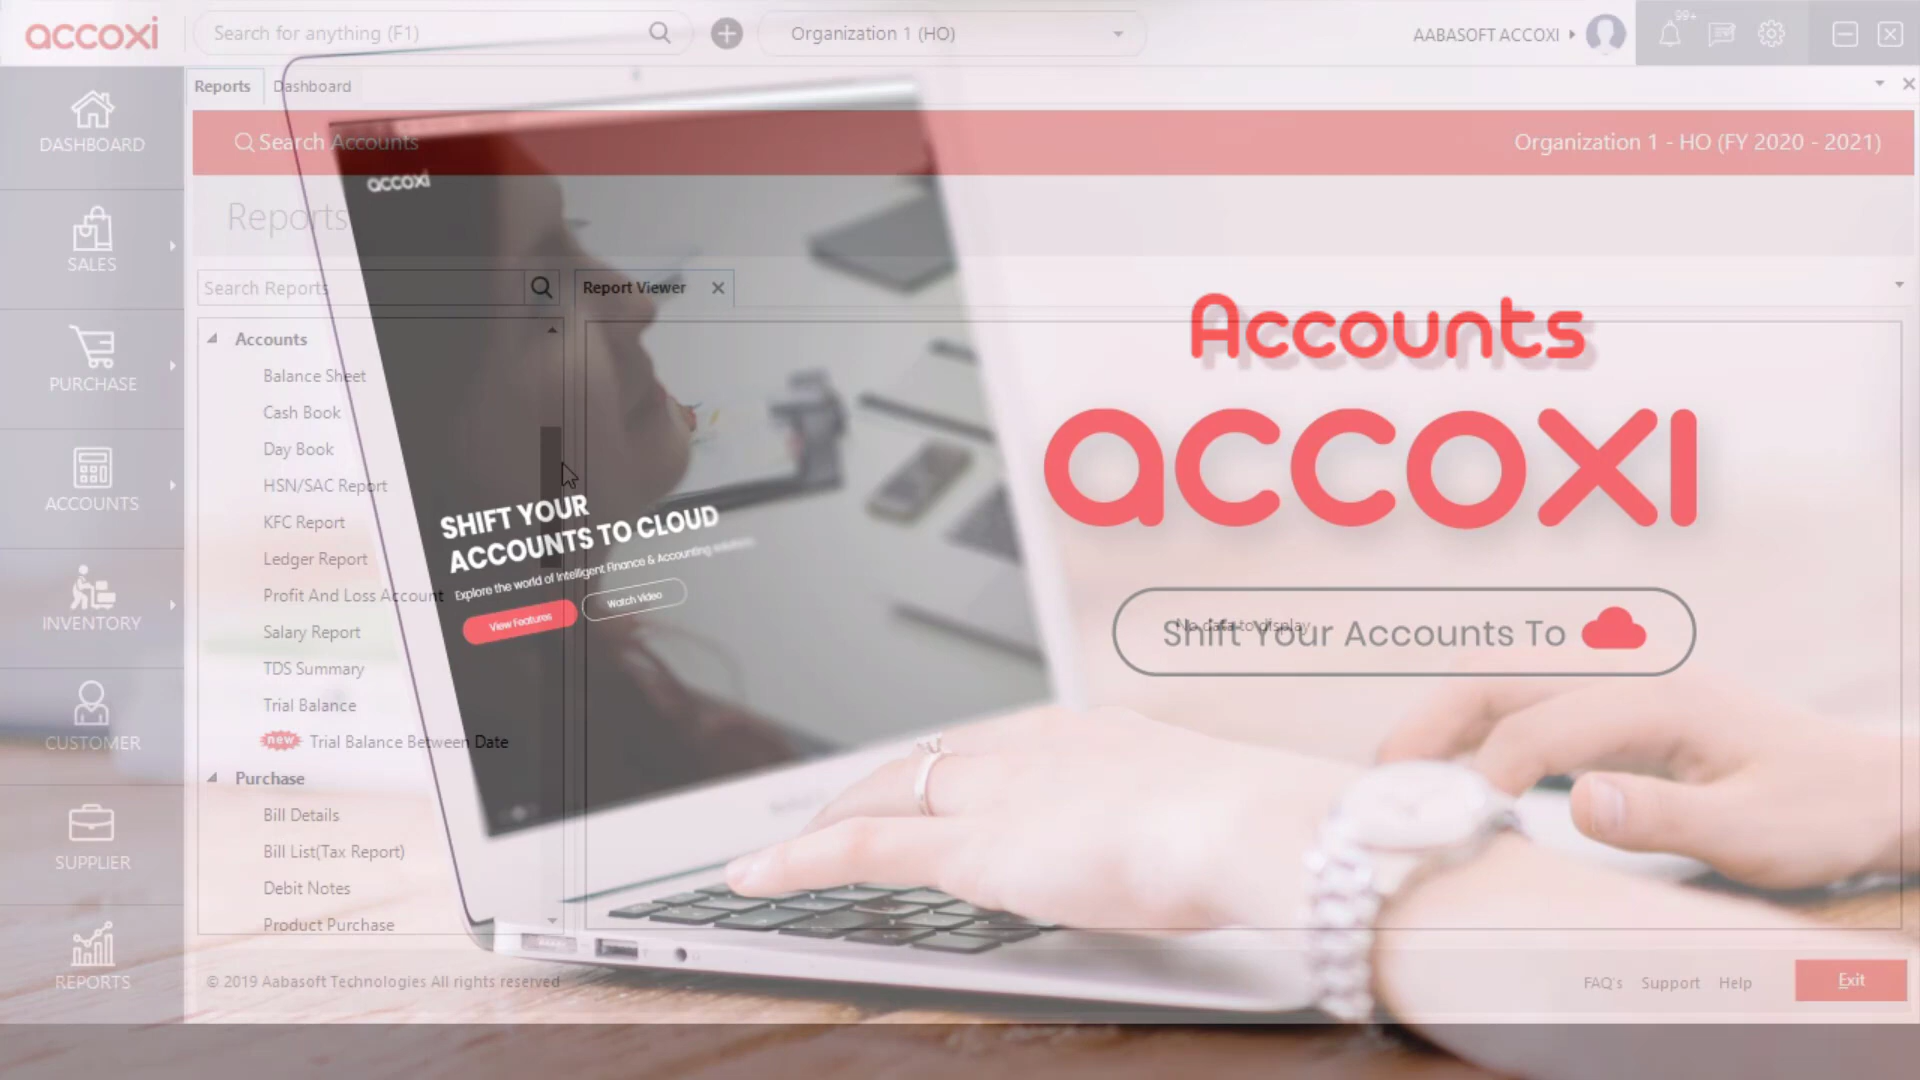 accoxi
Search for anything (F1)
Organization 1 (HO)
AABASOFT ACCOXI
99+
Reports
Dashboard
Search Accounts
Organization 1 - HO (FY 2020 - 2021)
Reports
Search Reports
Report Viewer
DASHBOARD
SALES
PURCHASE
ACCOUNTS
INVENTORY
CUSTOMER
SUPPLIER
REPORTS
Accounts
Balance Sheet
Cash Book
Day Book
HSN/SAC Report
KFC Report
Ledger Report
Profit And Loss Account
Salary Report
TDS Summary
Trial Balance
new Trial Balance Between Date
Purchase
Bill Details
Bill List(Tax Report)
Debit Notes
Product Purchase
accoxi
SHIFT YOUR
ACCOUNTS TO CLOUD
Explore the world of Intelligent Finance & Accounting solutions
View Features
Watch Video
Accounts
accoxi
No data to display
Shift Your Accounts To
© 2019 Aabasoft Technologies All rights reserved
FAQ's
Support
Help
Exit